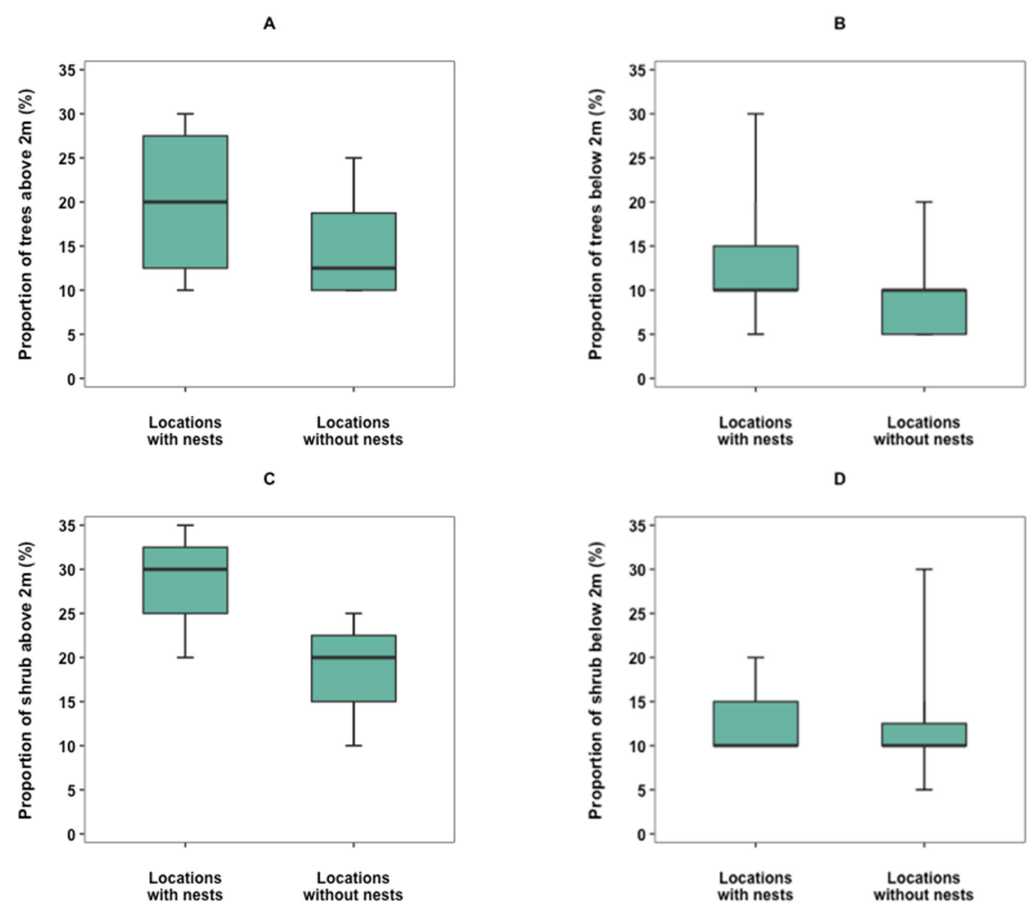 A
Proportion of trees above 2m (%)
35
30
25
20
15
10
5
0
Locations
with nests
Locations
without nests
B
Proportion of trees below 2m (%)
35
30
25
20
15
10
5
0
Locations
with nests
Locations
without nests
C
Proportion of shrub above 2m (%)
35
30
25
20
15
10
5
0
Locations
with nests
Locations
without nests
D
Proportion of shrub below 2m (%)
35
30
25
20
15
10
5
0
Locations
with nests
Locations
without nests